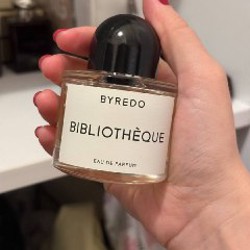 BYREDO
BIBLIOTHÈQUE
EAU DE PARFUM